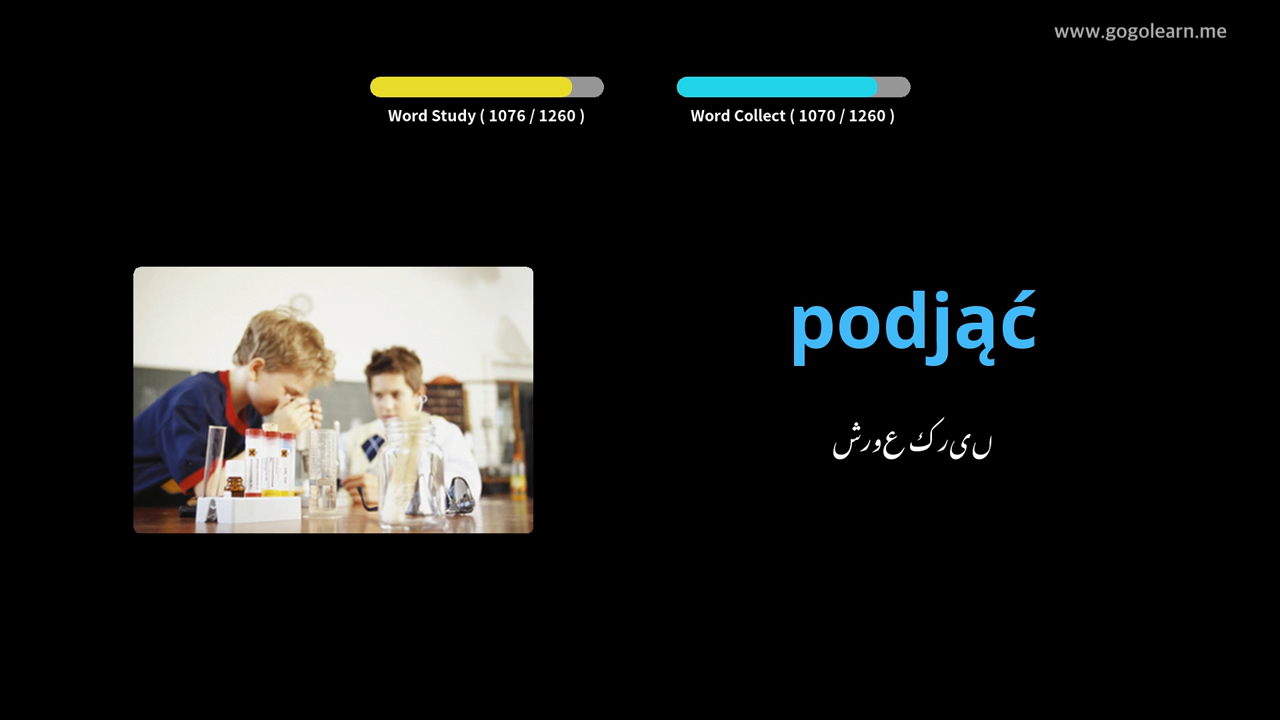 www.gogolearn.me
Word Study ( 1076 / 1260 )
Word Collect ( 1070 / 1260 )
podjąć
شروع کریں